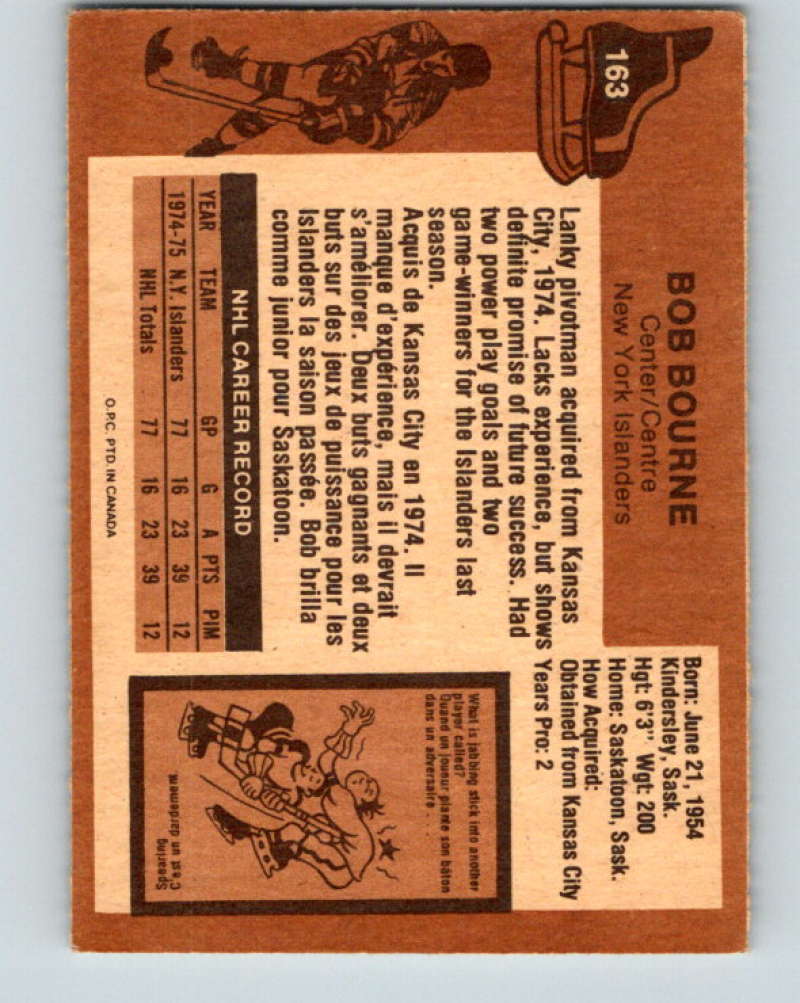 163
BOB BOURNE
Center/Centre
New York Islanders
Born: June 21, 1954
Kindersley, Sask.
Hgt: 6'3" Wgt: 200
Home: Saskatoon, Sask.
How Acquired:
Obtained from Kansas City
Years Pro: 2
Lanky pivotman acquired from Kansas
City, 1974. Lacks experience, but shows
definite promise of future success. Had
two power play goals and two
game-winners for the Islanders last
season.
Acquis de Kansas City en 1974. Il
manque d'expérience, mais il devrait
s'améliorer. Deux buts gagnants et deux
buts sur des jeux de puissance pour les
Islanders la saison passée. Bob brilla
comme junior pour Saskatoon.
NHL CAREER RECORD
YEAR TEAM GP G A PTS PIM
1974-75 N.Y. Islanders 77 16 23 39 12
NHL Totals 77 16 23 39 12
O.P.C. PTD. IN CANADA
What is jabbing stick into another
player called?
Quand un joueur plante son bâton
dans un adversaire
Spearing
C'est un dardement